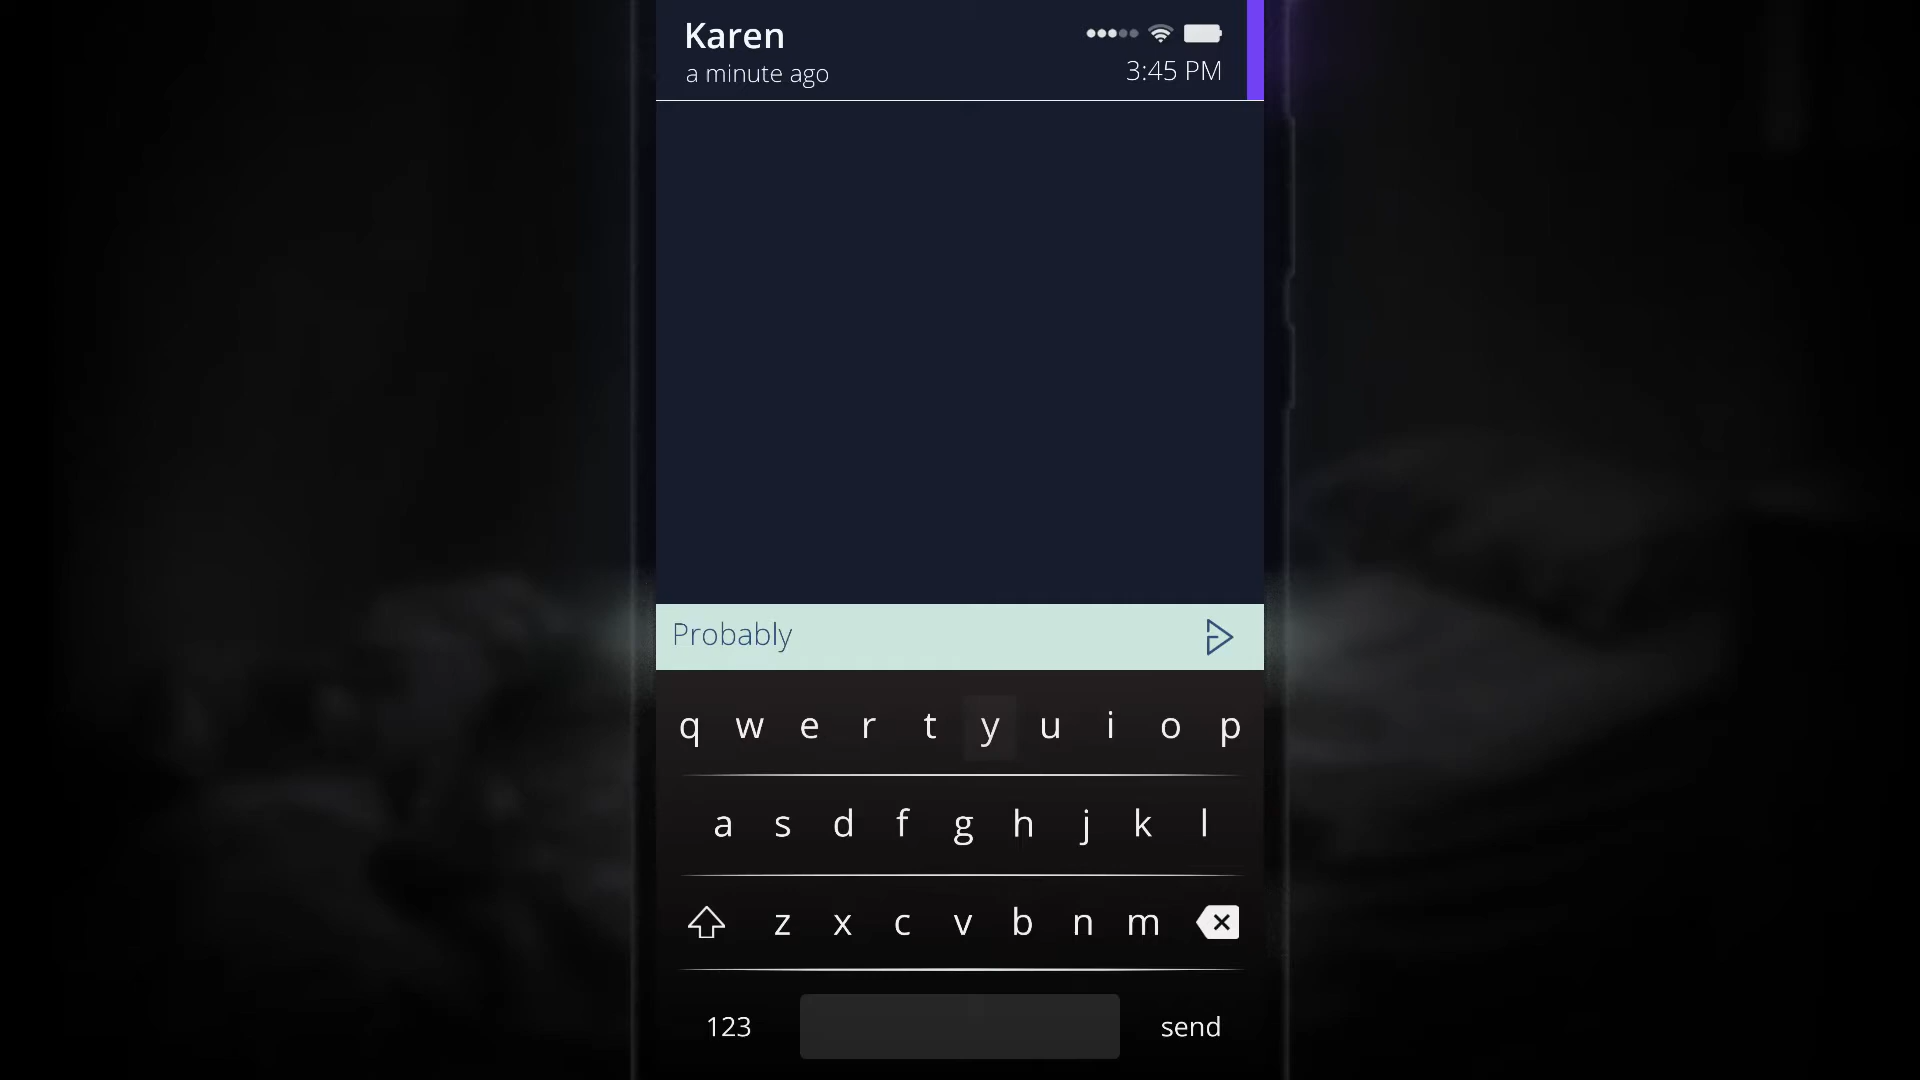 Karen
a minute ago
3:45 PM
Probably
q w e r t y u i o p
a s d f g h j k l
z x c v b n m
123
send